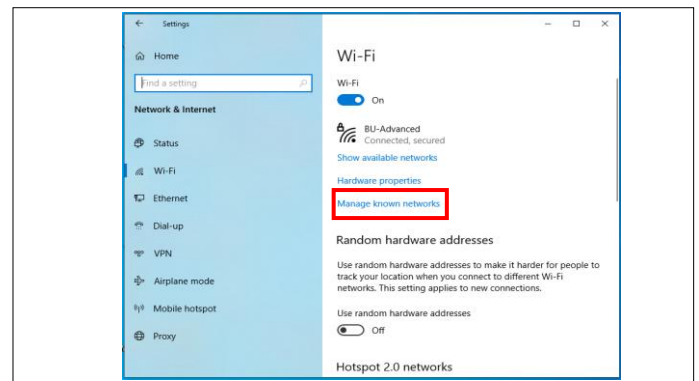 Settings
Home
Find a setting
Network & Internet
Status
Wi-Fi
Ethernet
Dial-up
VPN
Airplane mode
Mobile hotspot
Proxy
Wi-Fi
Wi-Fi
On
BU-Advanced
Connected, secured
Show available networks
Hardware properties
Manage known networks
Random hardware addresses
Use random hardware addresses to make it harder for people to
track your location when you connect to different Wi-Fi
networks. This setting applies to new connections.
Use random hardware addresses
Off
Hotspot 2.0 networks